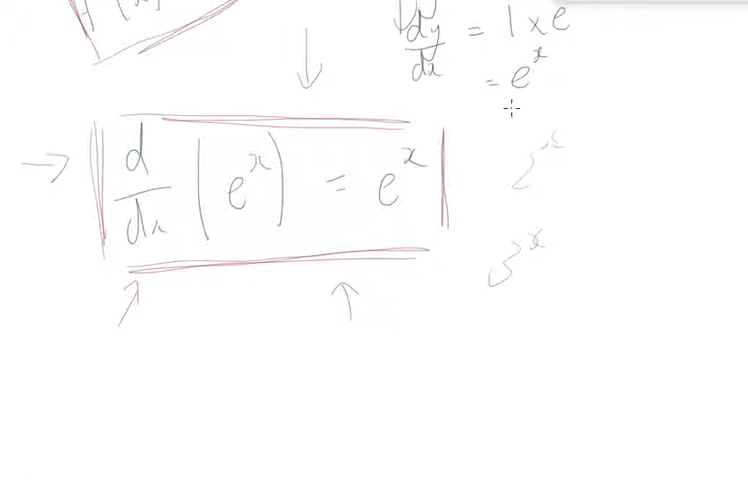 dy/dx = 1 x e
= e^x
d/dx (e^x) = e^x
2^x
3^x